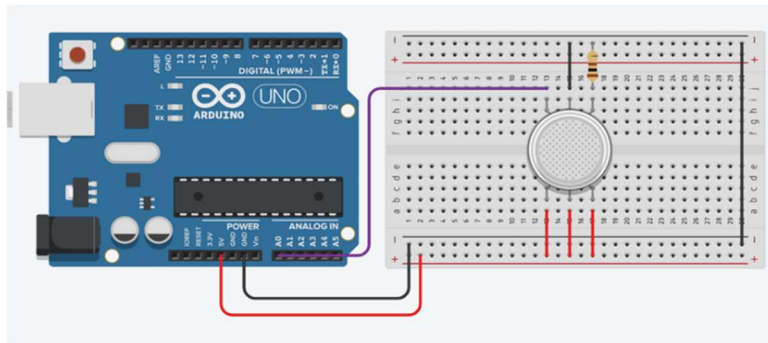 AREF
GND
13
12
~11
~10
~9
8
7
~6
~5
4
~3
2
TX→1
RX←0
DIGITAL (PWM~)
L
TX
RX
UNO
ON
ARDUINO
POWER
ANALOG IN
IOREF
RESET
3.3V
5V
GND
GND
Vin
A0
A1
A2
A3
A4
A5
- -
+ +
j j
i i
h h
g g
f f
e e
d d
c c
b b
a a
- -
+ +